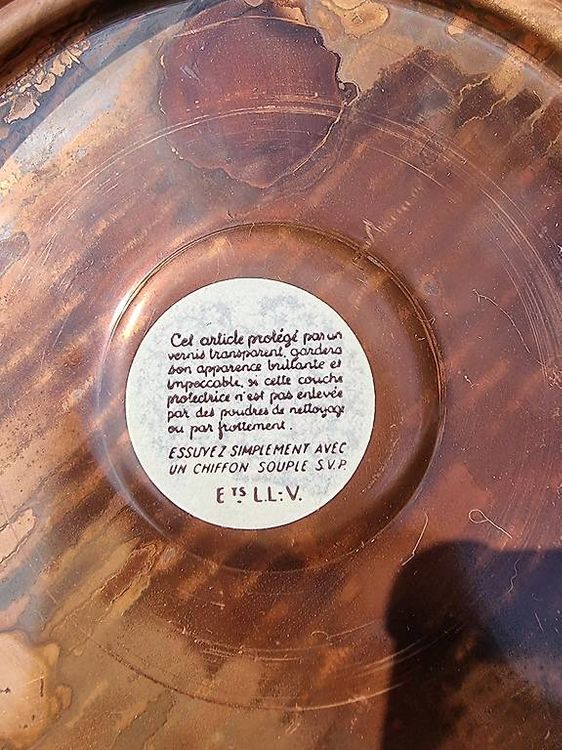 Cet article protégé par un
vernis transparent, gardera
son apparence brillante et
impeccable, si cette couche
protectrice n'est pas enlevée
par des poudres de nettoyage
ou par frottement.
ESSUYEZ SIMPLEMENT AVEC
UN CHIFFON SOUPLE S.V.P.
ETS L.L.-V.